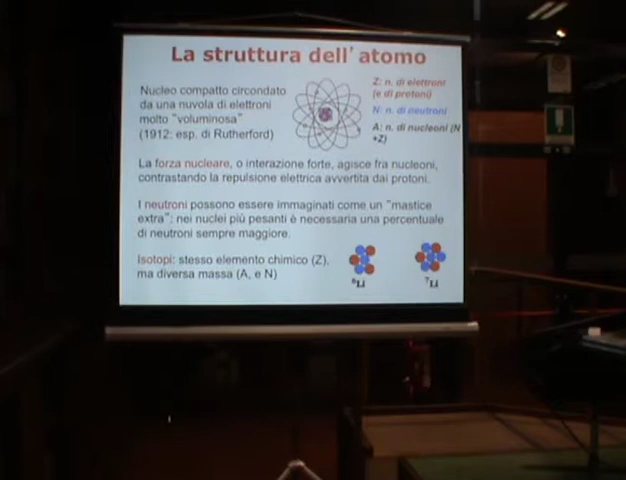 La struttura dell' atomo
Nucleo compatto circondato
da una nuvola di elettroni
molto "voluminosa"
(1912: esp. di Rutherford)
Z: n. di elettroni
(e di protoni)
N: n. di neutroni
A: n. di nucleoni (N
+Z)
La forza nucleare, o interazione forte, agisce fra nucleoni,
contrastando la repulsione elettrica avvertita dai protoni.
I neutroni possono essere immaginati come un "mastice
extra"; nei nuclei più pesanti è necessaria una percentuale
di neutroni sempre maggiore.
Isotopi: stesso elemento chimico (Z),
ma diversa massa (A, e N)
⁶Li
⁷Li